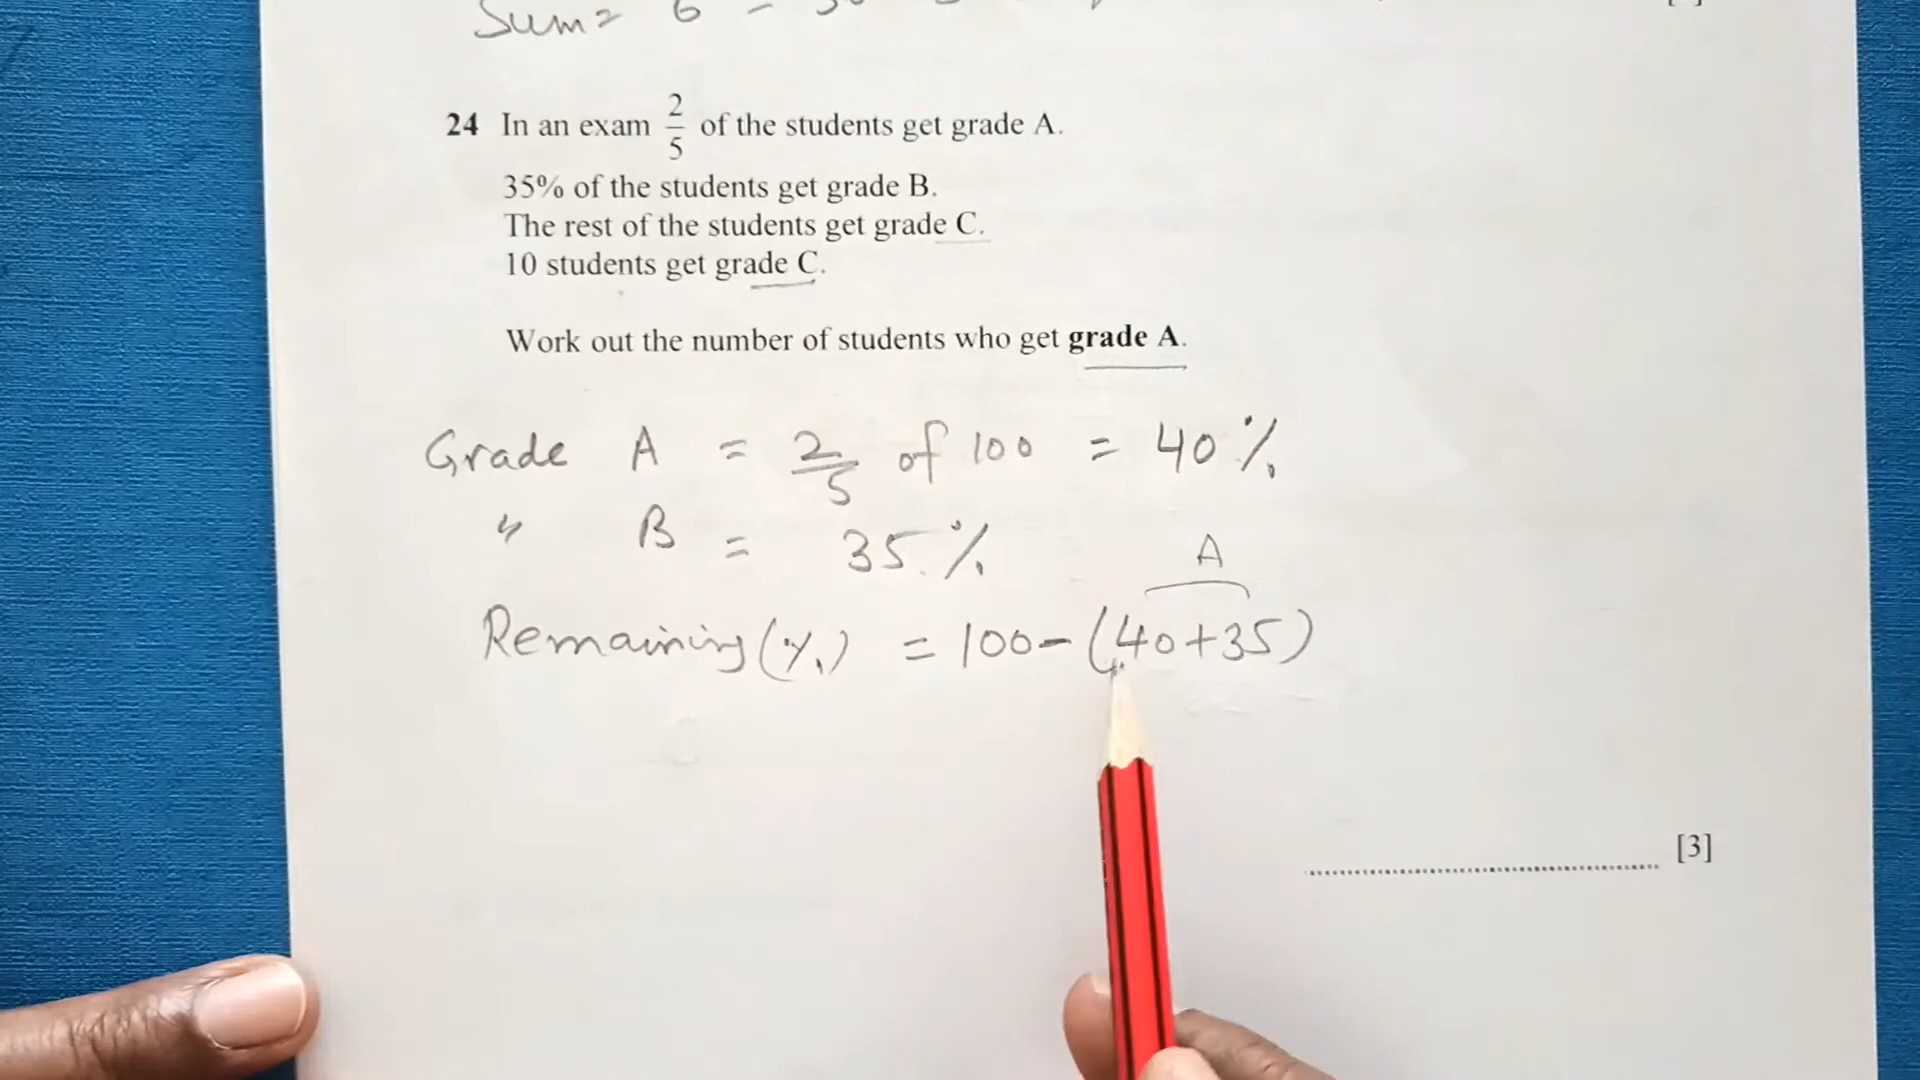 Sum =
24 In an exam 2/5 of the students get grade A.
35% of the students get grade B.
The rest of the students get grade C.
10 students get grade C.
Work out the number of students who get grade A.
Grade A = 2/5 of 100 = 40%
" B = 35%
A
Remaining (%) = 100 - (40 + 35)
[3]